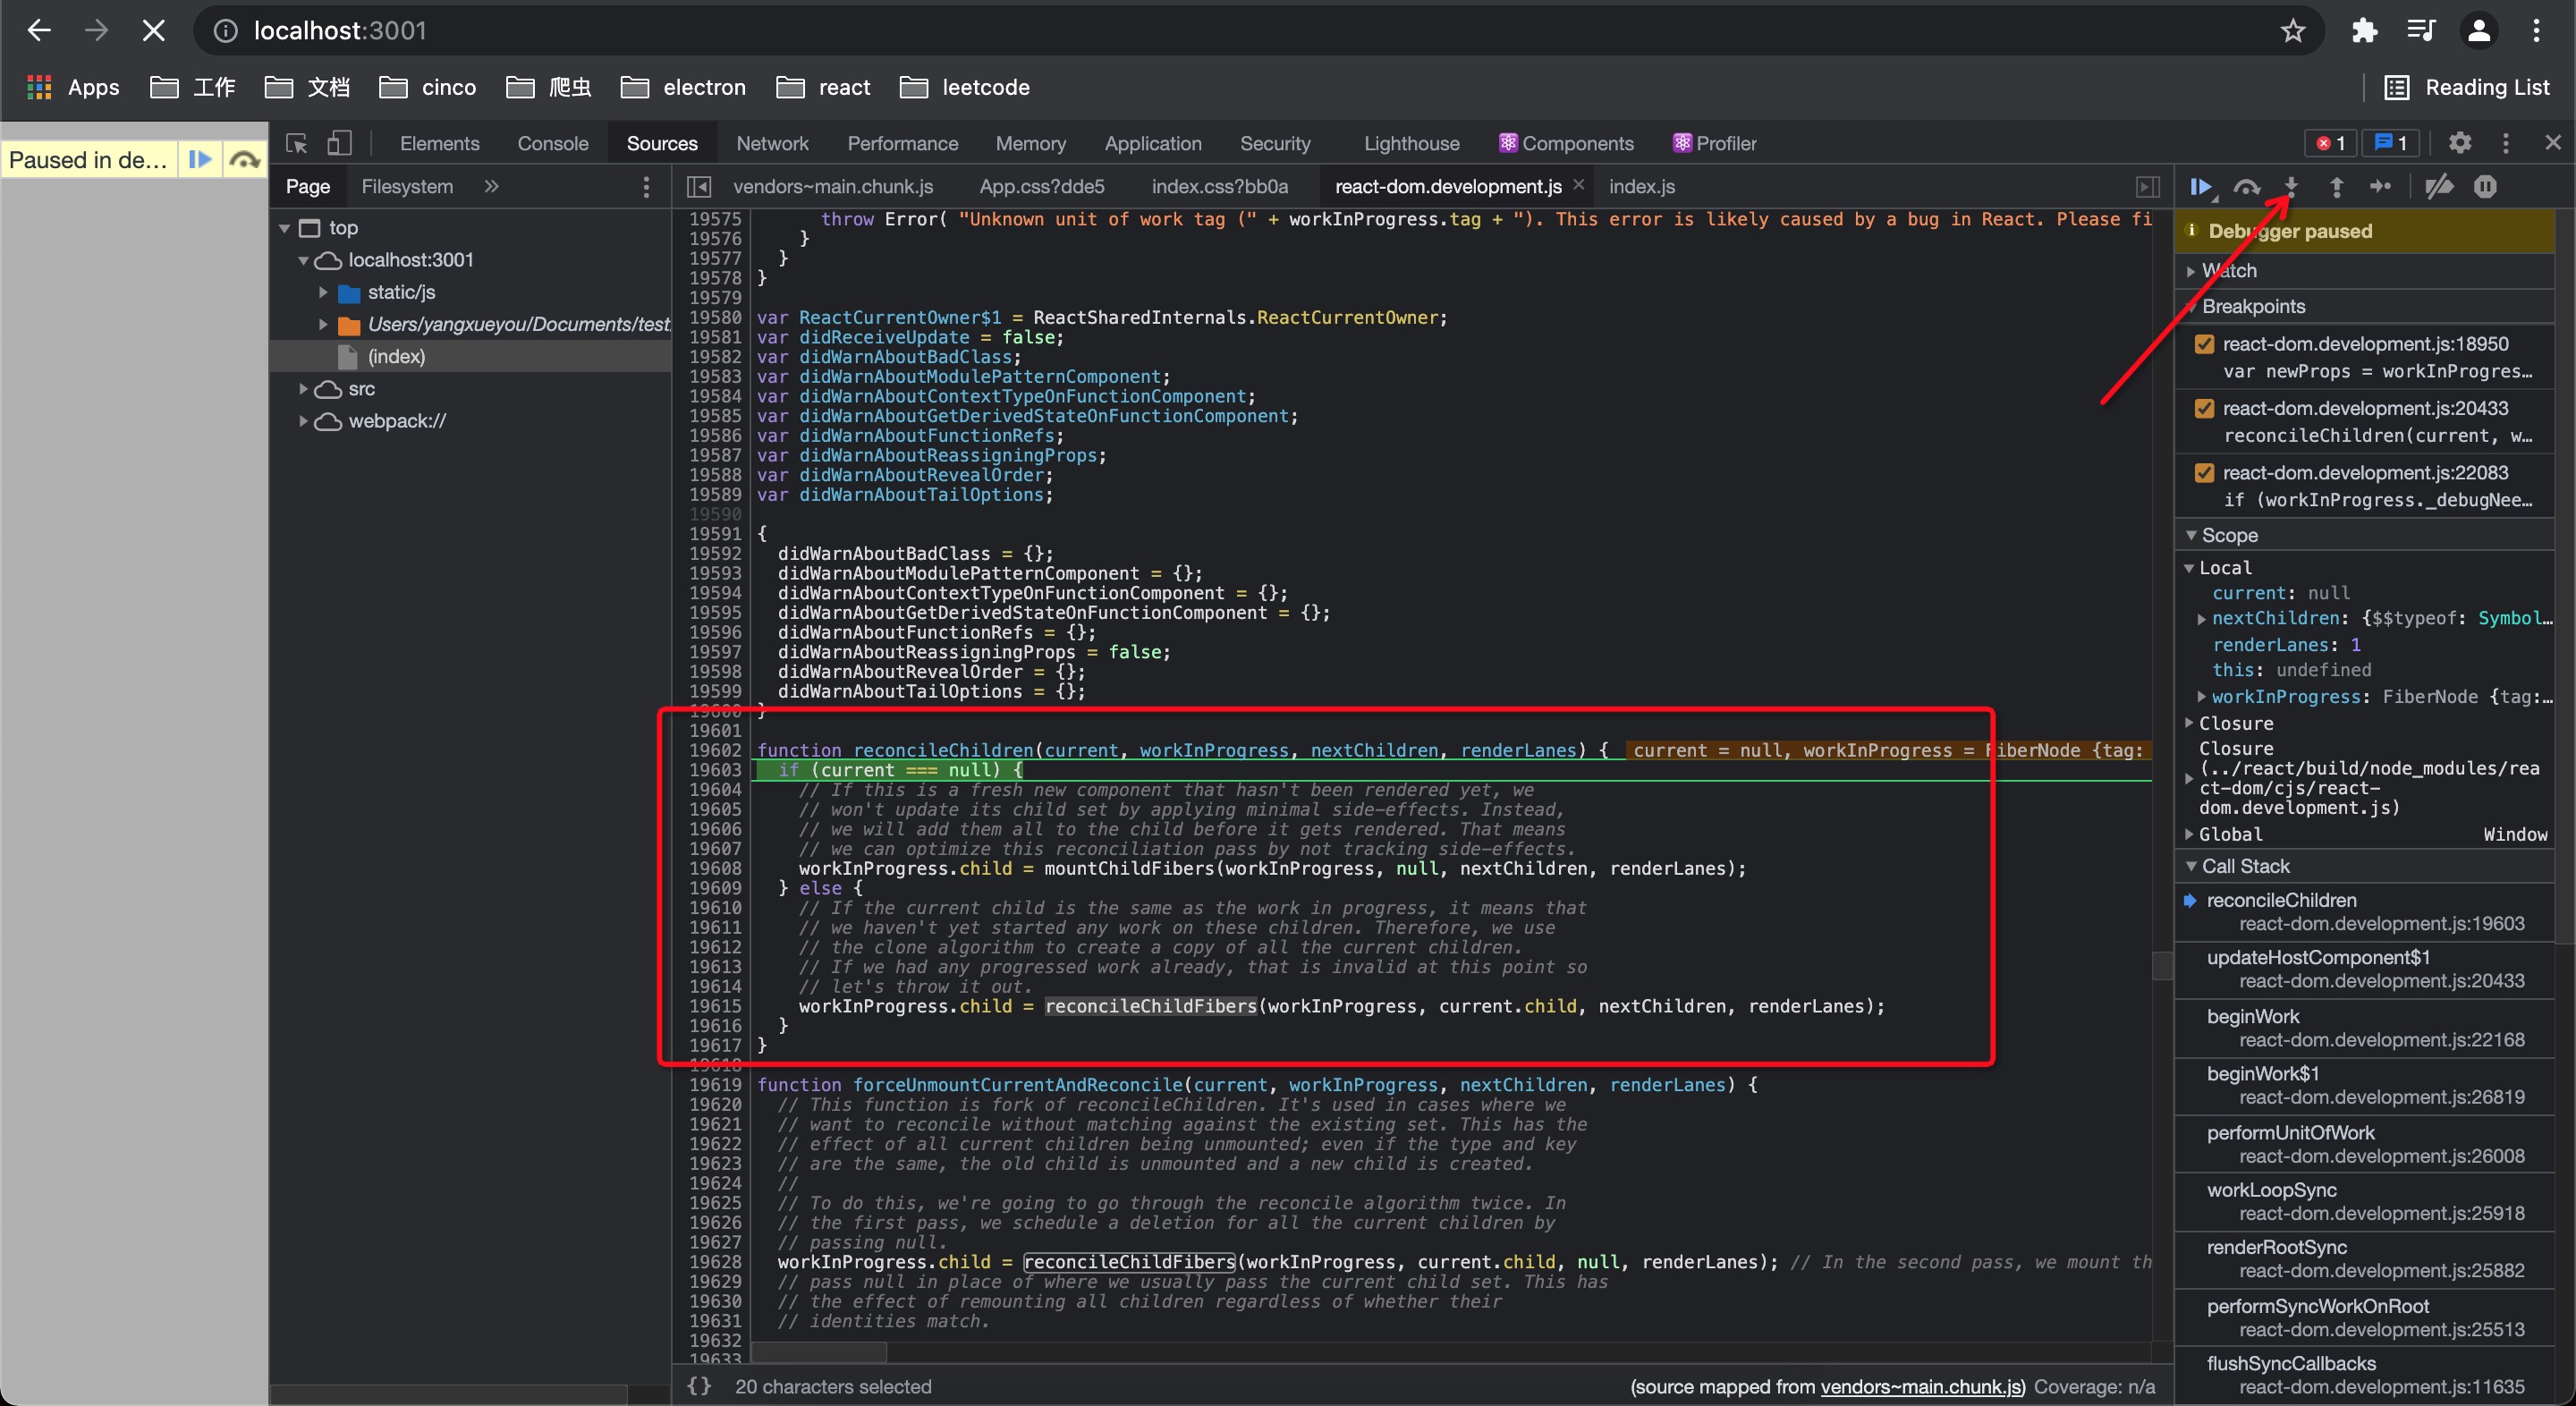 localhost:3001
Apps 工作 文档 cinco 爬虫 electron react leetcode Reading List
Paused in de…
Elements Console Sources Network Performance Memory Application Security Lighthouse Components Profiler 1 1
Page Filesystem »
vendors~main.chunk.js App.css?dde5 index.css?bb0a react-dom.development.js × index.js
top
localhost:3001
static/js
Users/yangxueyou/Documents/test
(index)
src
webpack://
19575 throw Error( "Unknown unit of work tag (" + workInProgress.tag + "). This error is likely caused by a bug in React. Please fi
19576 }
19577 }
19578 }
19579
19580 var ReactCurrentOwner$1 = ReactSharedInternals.ReactCurrentOwner;
19581 var didReceiveUpdate = false;
19582 var didWarnAboutBadClass;
19583 var didWarnAboutModulePatternComponent;
19584 var didWarnAboutContextTypeOnFunctionComponent;
19585 var didWarnAboutGetDerivedStateOnFunctionComponent;
19586 var didWarnAboutFunctionRefs;
19587 var didWarnAboutReassigningProps;
19588 var didWarnAboutRevealOrder;
19589 var didWarnAboutTailOptions;
19590
19591 {
19592 didWarnAboutBadClass = {};
19593 didWarnAboutModulePatternComponent = {};
19594 didWarnAboutContextTypeOnFunctionComponent = {};
19595 didWarnAboutGetDerivedStateOnFunctionComponent = {};
19596 didWarnAboutFunctionRefs = {};
19597 didWarnAboutReassigningProps = false;
19598 didWarnAboutRevealOrder = {};
19599 didWarnAboutTailOptions = {};
19600 }
19601
19602 function reconcileChildren(current, workInProgress, nextChildren, renderLanes) { current = null, workInProgress = FiberNode {tag:
19603 if (current === null) {
19604 // If this is a fresh new component that hasn't been rendered yet, we
19605 // won't update its child set by applying minimal side-effects. Instead,
19606 // we will add them all to the child before it gets rendered. That means
19607 // we can optimize this reconciliation pass by not tracking side-effects.
19608 workInProgress.child = mountChildFibers(workInProgress, null, nextChildren, renderLanes);
19609 } else {
19610 // If the current child is the same as the work in progress, it means that
19611 // we haven't yet started any work on these children. Therefore, we use
19612 // the clone algorithm to create a copy of all the current children.
19613 // If we had any progressed work already, that is invalid at this point so
19614 // let's throw it out.
19615 workInProgress.child = reconcileChildFibers(workInProgress, current.child, nextChildren, renderLanes);
19616 }
19617 }
19618
19619 function forceUnmountCurrentAndReconcile(current, workInProgress, nextChildren, renderLanes) {
19620 // This function is fork of reconcileChildren. It's used in cases where we
19621 // want to reconcile without matching against the existing set. This has the
19622 // effect of all current children being unmounted; even if the type and key
19623 // are the same, the old child is unmounted and a new child is created.
19624 //
19625 // To do this, we're going to go through the reconcile algorithm twice. In
19626 // the first pass, we schedule a deletion for all the current children by
19627 // passing null.
19628 workInProgress.child = reconcileChildFibers(workInProgress, current.child, null, renderLanes); // In the second pass, we mount th
19629 // pass null in place of where we usually pass the current child set. This has
19630 // the effect of remounting all children regardless of whether their
19631 // identities match.
19632
19633
{} 20 characters selected (source mapped from vendors~main.chunk.js) Coverage: n/a
Debugger paused
Watch
Breakpoints
react-dom.development.js:18950
var newProps = workInProgres…
react-dom.development.js:20433
reconcileChildren(current, w…
react-dom.development.js:22083
if (workInProgress._debugNee…
Scope
Local
current: null
nextChildren: {$$typeof: Symbol…
renderLanes: 1
this: undefined
workInProgress: FiberNode {tag:…
Closure
Closure
(../react/build/node_modules/rea
ct-dom/cjs/react-
dom.development.js)
Global Window
Call Stack
reconcileChildren
react-dom.development.js:19603
updateHostComponent$1
react-dom.development.js:20433
beginWork
react-dom.development.js:22168
beginWork$1
react-dom.development.js:26819
performUnitOfWork
react-dom.development.js:26008
workLoopSync
react-dom.development.js:25918
renderRootSync
react-dom.development.js:25882
performSyncWorkOnRoot
react-dom.development.js:25513
flushSyncCallbacks
react-dom.development.js:11635